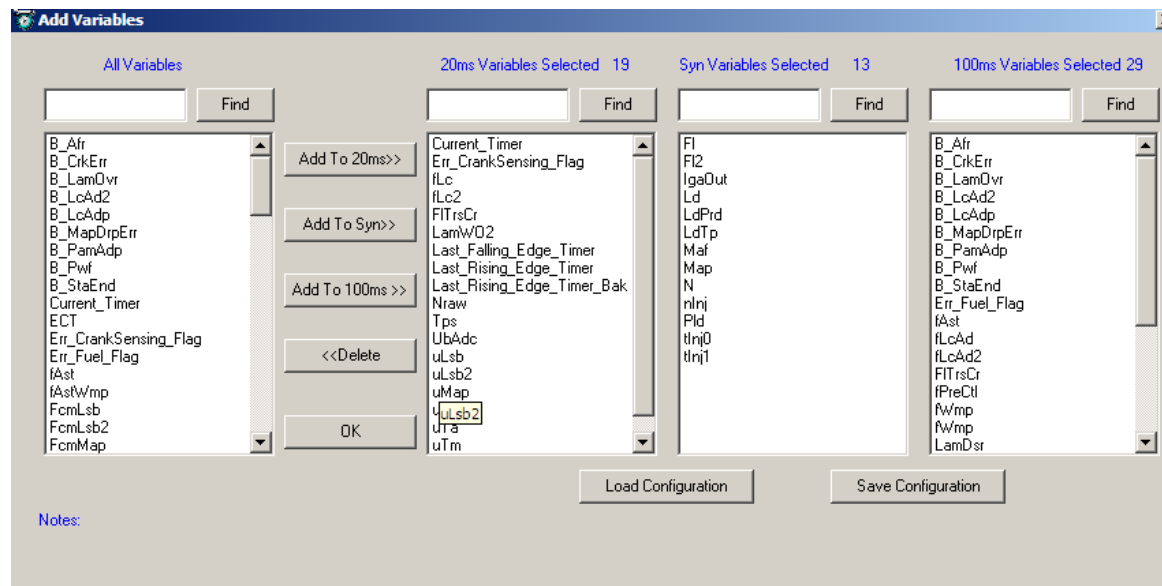 Add Variables
All Variables
20ms Variables Selected 19
Syn Variables Selected 13
100ms Variables Selected 29
Find
Find
Find
Find
B_Afr
B_CrkErr
B_LamOvr
B_LcAd2
B_LcAdp
B_MapDrpErr
B_PamAdp
B_Pwf
B_StaEnd
Current_Timer
ECT
Err_CrankSensing_Flag
Err_Fuel_Flag
fAst
fAstWmp
FcmLsb
FcmLsb2
FcmMap
Add To 20ms>>
Add To Syn>>
Add To 100ms >>
<<Delete
OK
Current_Timer
Err_CrankSensing_Flag
fLc
fLc2
FlTrsCr
LamWO2
Last_Falling_Edge_Timer
Last_Rising_Edge_Timer
Last_Rising_Edge_Timer_Bak
Nraw
Tps
UbAdc
uLsb
uLsb2
uMap
uLsb2
uTa
uTm
Fl
Fl2
IgaOut
Ld
LdPrd
LdTp
Maf
Map
N
nInj
Pld
tInj0
tInj1
B_Afr
B_CrkErr
B_LamOvr
B_LcAd2
B_LcAdp
B_MapDrpErr
B_PamAdp
B_Pwf
B_StaEnd
Err_Fuel_Flag
fAst
fLcAd
fLcAd2
FlTrsCr
fPreCtl
fWmp
fWmp
LamDsr
Load Configuration
Save Configuration
Notes: